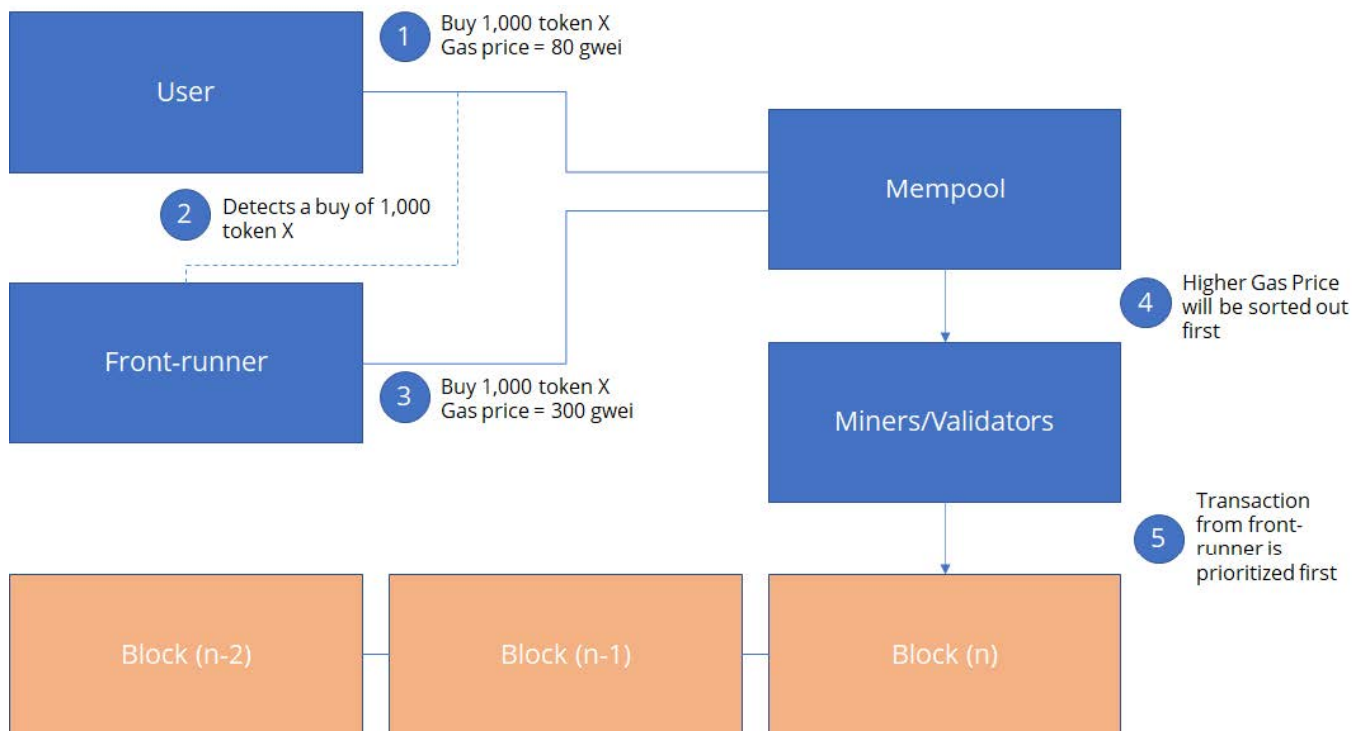 1
Buy 1,000 token X
Gas price = 80 gwei
User
Mempool
2
Detects a buy of 1,000
token X
Front-runner
3
Buy 1,000 token X
Gas price = 300 gwei
4
Higher Gas Price
will be sorted out
first
Miners/Validators
5
Transaction
from front-
runner is
prioritized first
Block (n-2)
Block (n-1)
Block (n)